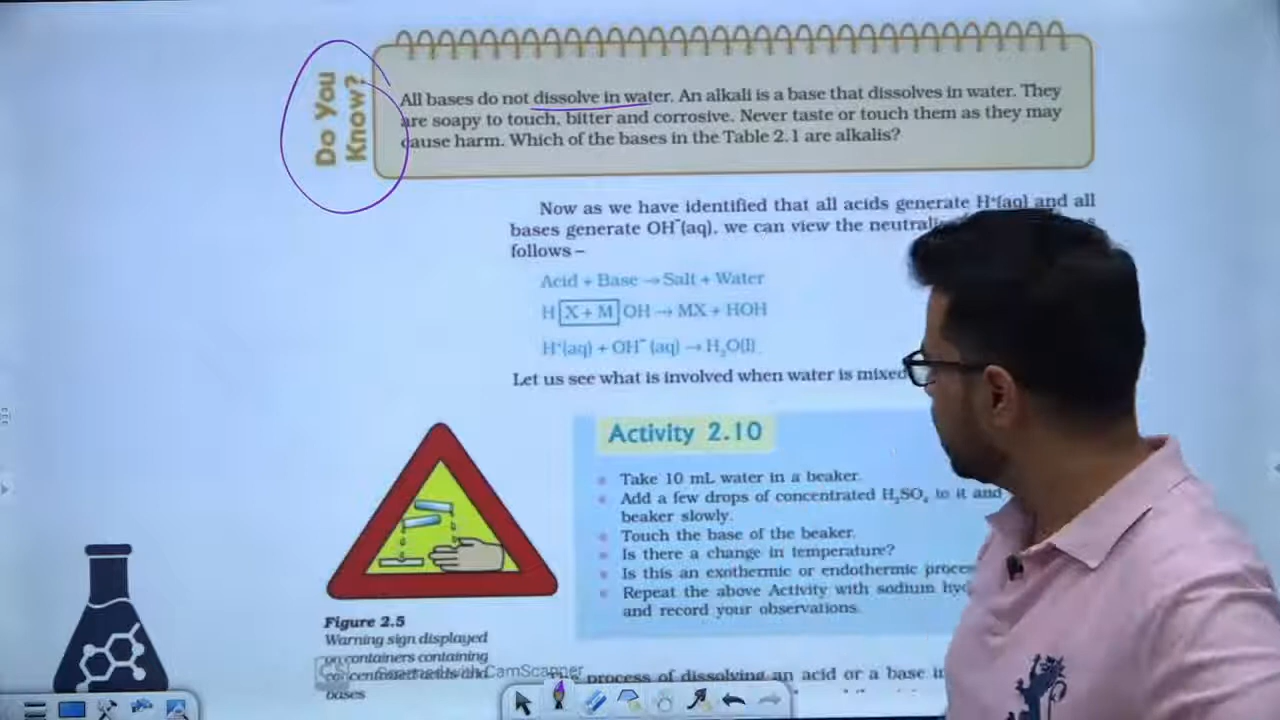 Do You
Know?
All bases do not dissolve in water. An alkali is a base that dissolves in water. They
are soapy to touch, bitter and corrosive. Never taste or touch them as they may
cause harm. Which of the bases in the Table 2.1 are alkalis?
Now as we have identified that all acids generate H⁺(aq) and all
bases generate OH⁻(aq), we can view the
follows –
Acid + Base → Salt + Water
H X + M OH → MX + HOH
H⁺(aq) + OH⁻(aq) → H₂O(l)
Let us see what is involved when water is mixed
Activity 2.10
Take 10 mL water in a beaker.
Add a few drops of concentrated H₂SO₄ to it and
beaker slowly.
Touch the base of the beaker.
Is there a change in temperature?
Is this an exothermic or endothermic
Repeat the above Activity with sodium
and record your observations.
Figure 2.5
Warning sign displayed
on containers containing
concentrated acids and
bases
CamScanner
process of dissolving an acid or a base in